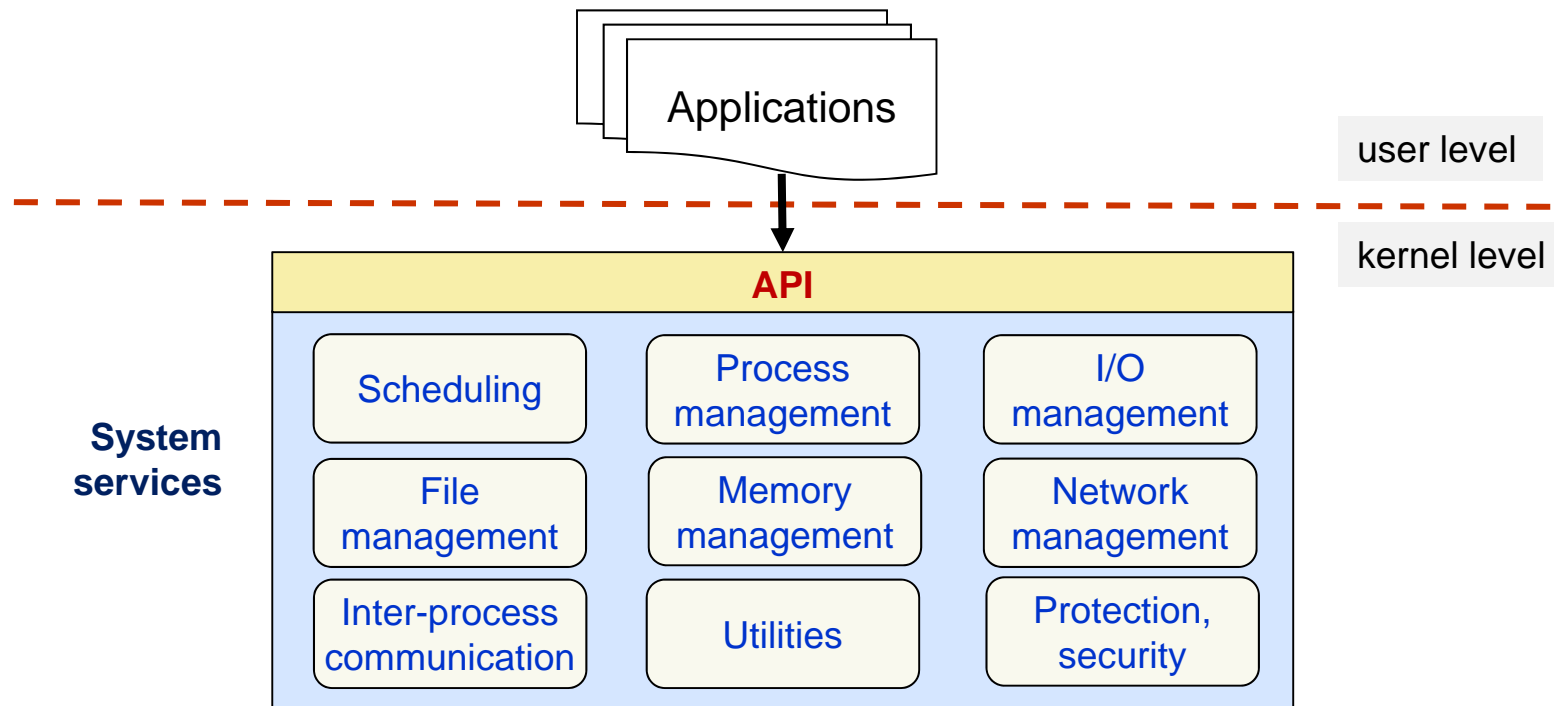 Applications
user level
kernel level
API
System
services
Scheduling
Process
management
I/O
management
File
management
Memory
management
Network
management
Inter-process
communication
Utilities
Protection,
security